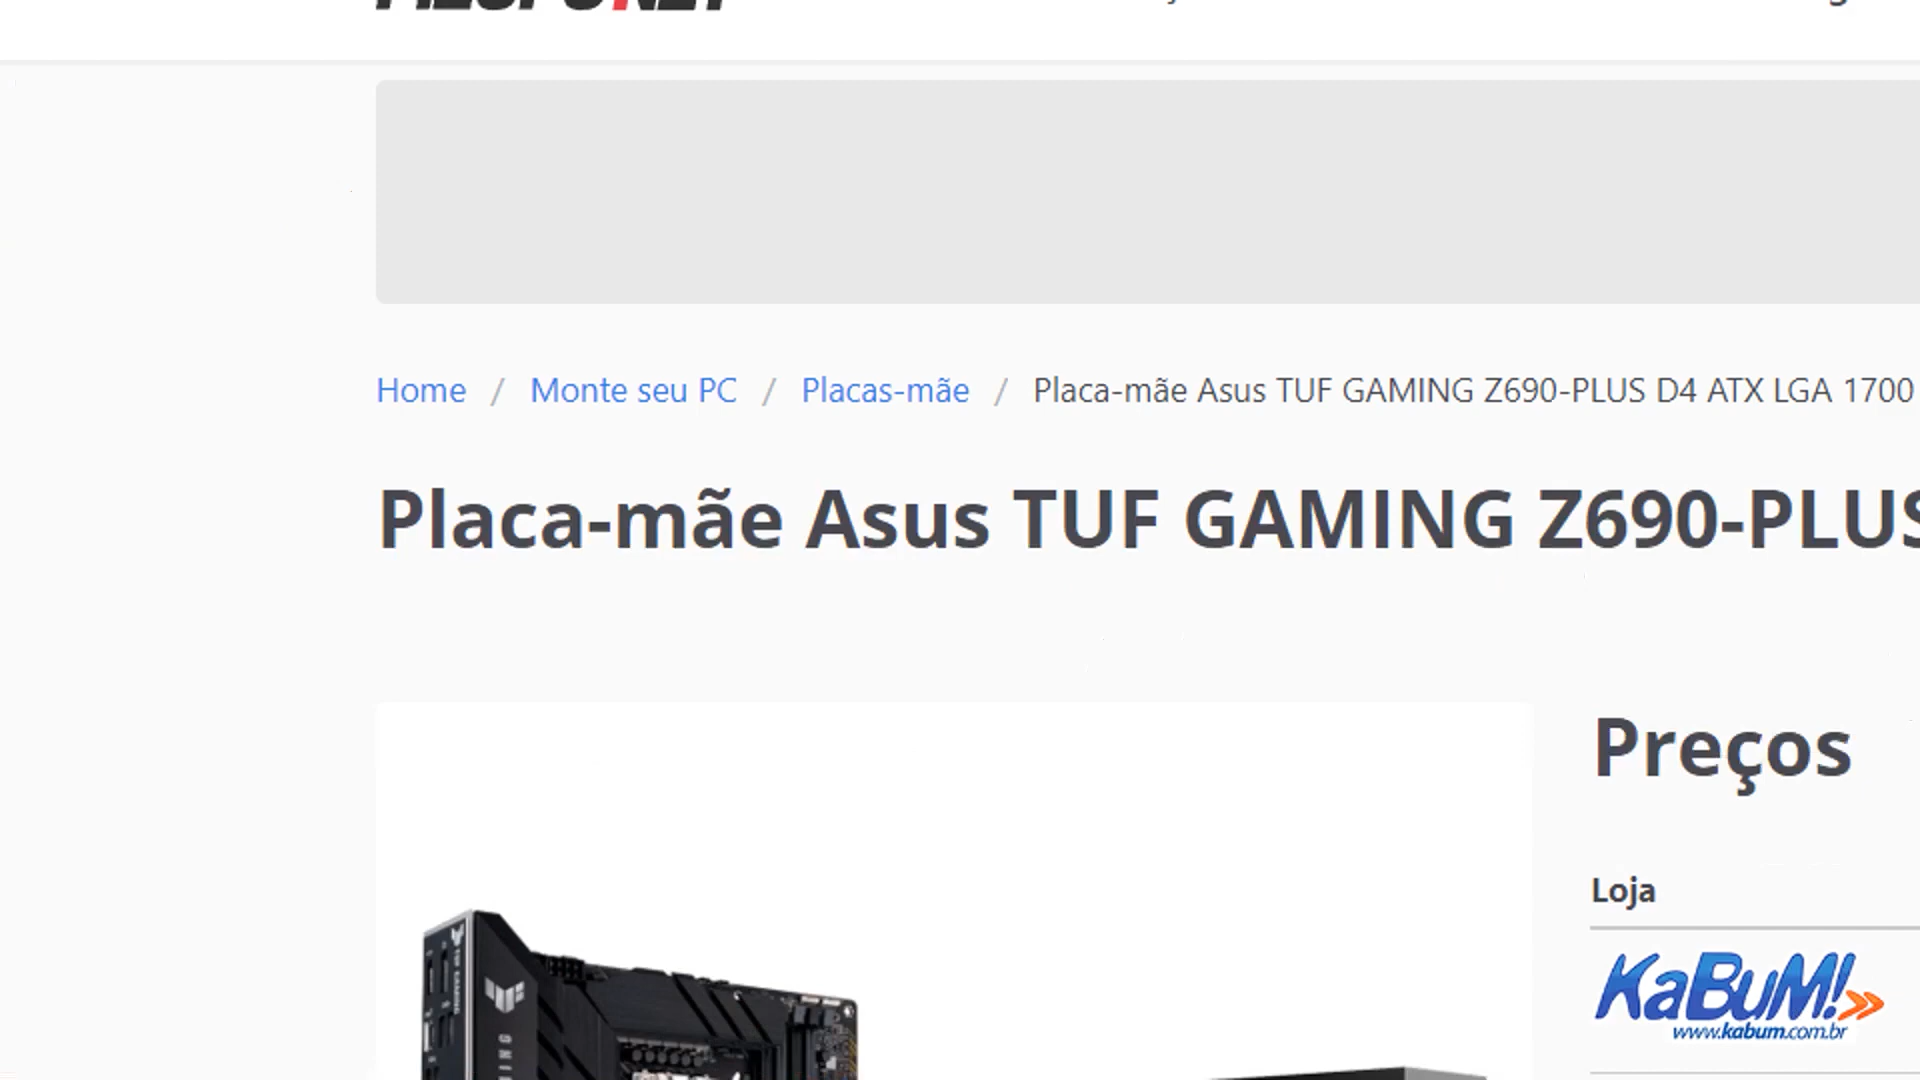 Home / Monte seu PC / Placas-mãe / Placa-mãe Asus TUF GAMING Z690-PLUS D4 ATX LGA 1700
Placa-mãe Asus TUF GAMING Z690-PLUS
Preços
Loja
KaBuM!
www.kabum.com.br